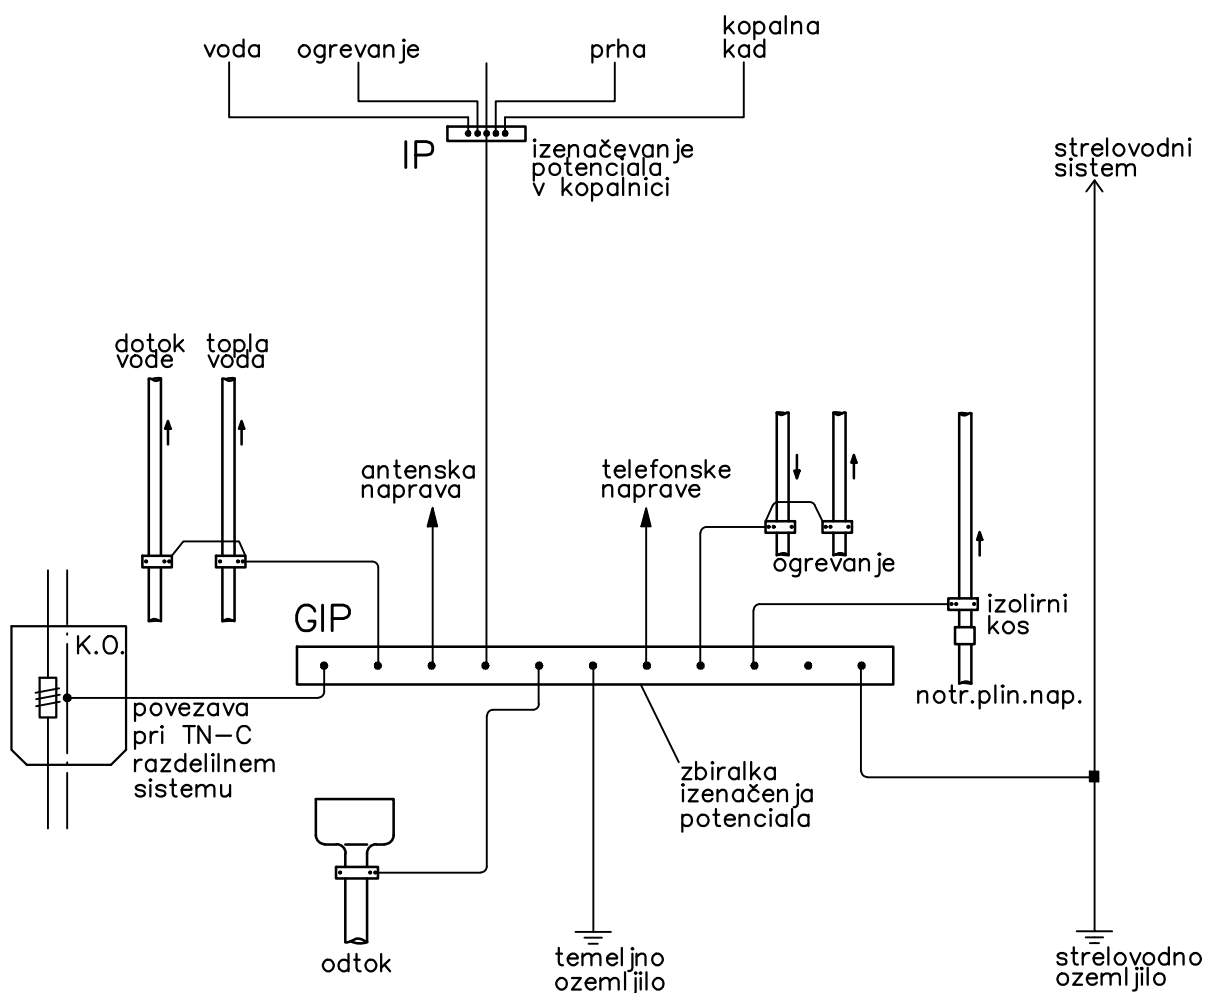 voda
ogrevanje
prha
kopalna
kad
IP
izenačevanje
potenciala
v kopalnici
strelovodni
sistem
dotok
vode
topla
voda
antenska
naprava
telefonske
naprave
ogrevanje
izolirni
kos
notr.plin.nap.
GIP
K.O.
povezava
pri TN-C
razdelilnem
sistemu
zbiralka
izenačenja
potenciala
odtok
temeljno
ozemljilo
strelovodno
ozemljilo